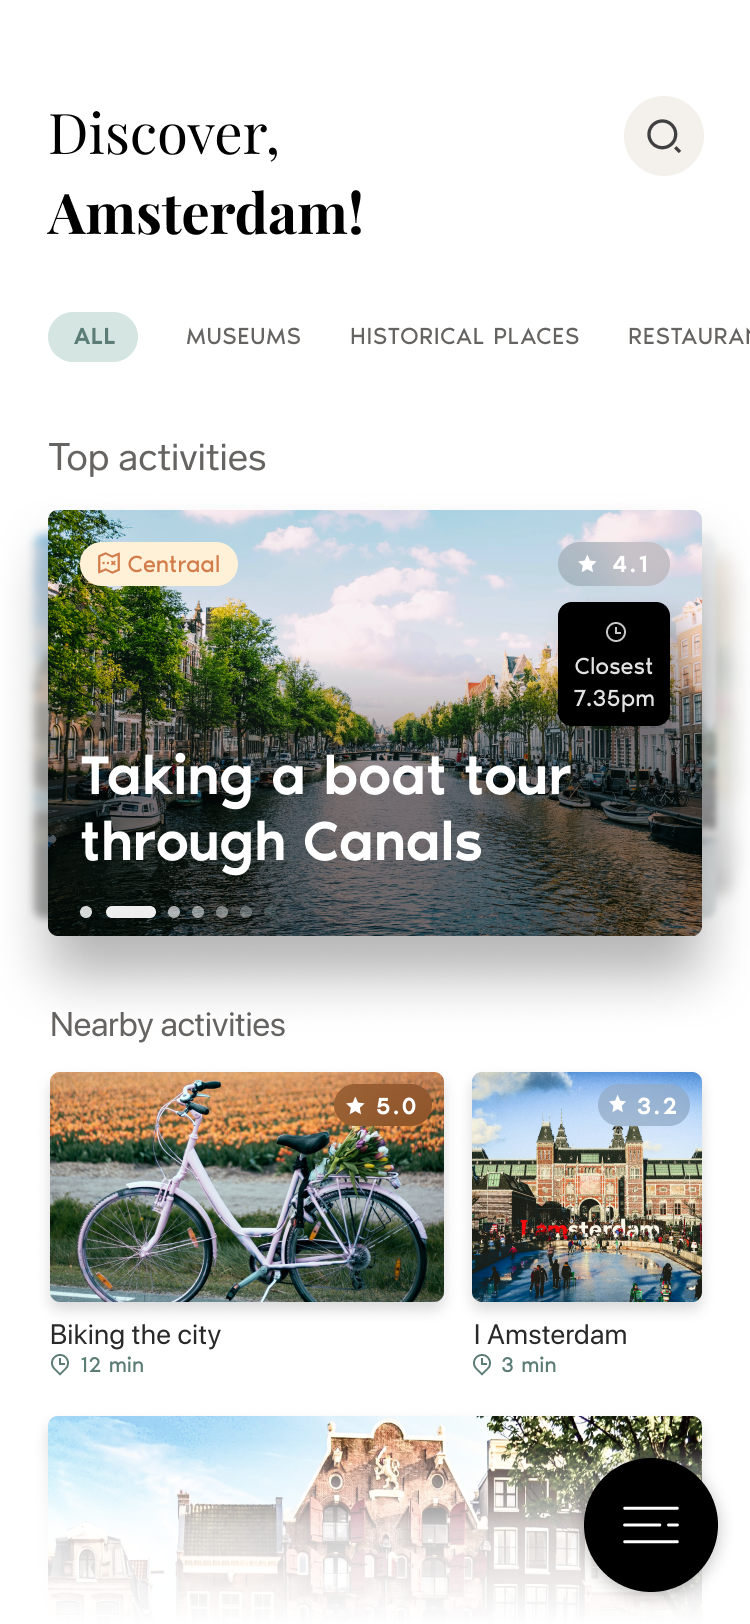 Discover,
Amsterdam!
ALL
MUSEUMS
HISTORICAL PLACES
RESTAURAN
Top activities
Centraal
4.1
Closest
7.35pm
Taking a boat tour
through Canals
Nearby activities
5.0
3.2
I amsterdam
Biking the city
12 min
I Amsterdam
3 min